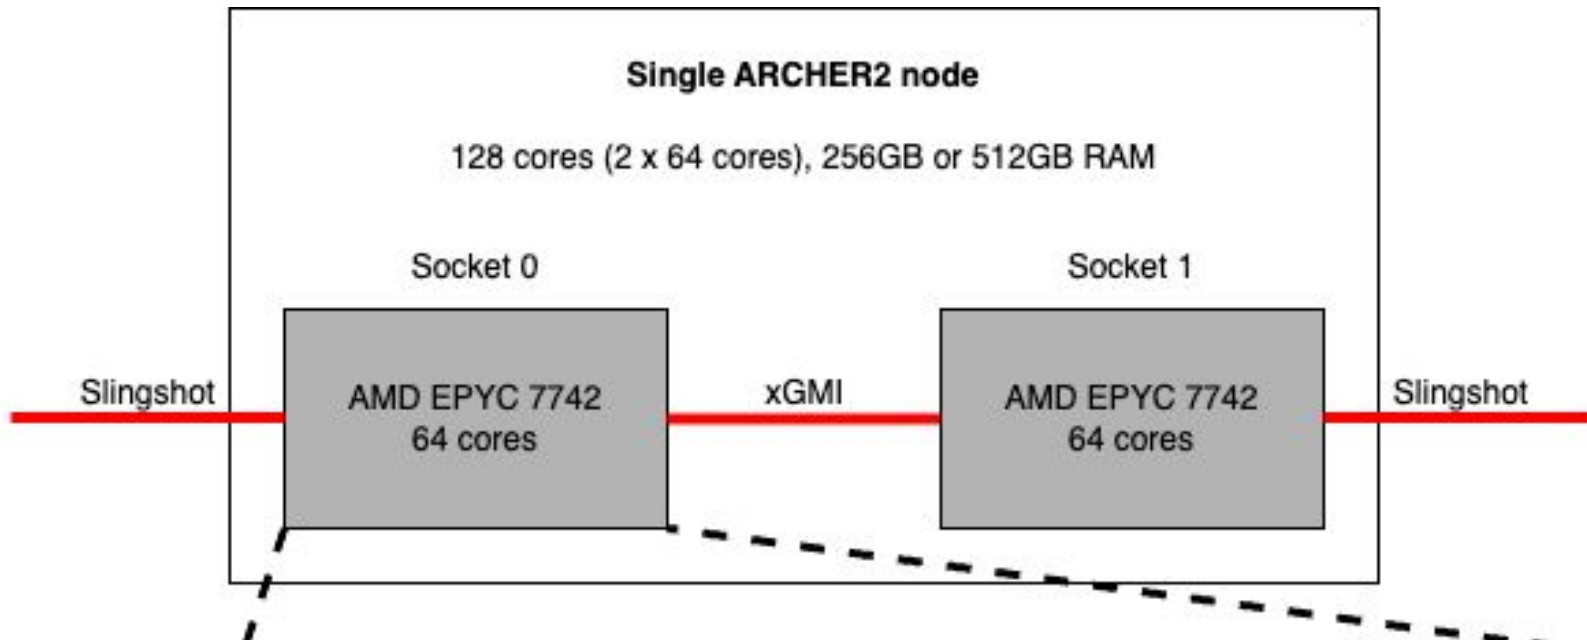 Single ARCHER2 node
128 cores (2 x 64 cores), 256GB or 512GB RAM
Socket 0
Socket 1
Slingshot
AMD EPYC 7742
64 cores
xGMI
AMD EPYC 7742
64 cores
Slingshot